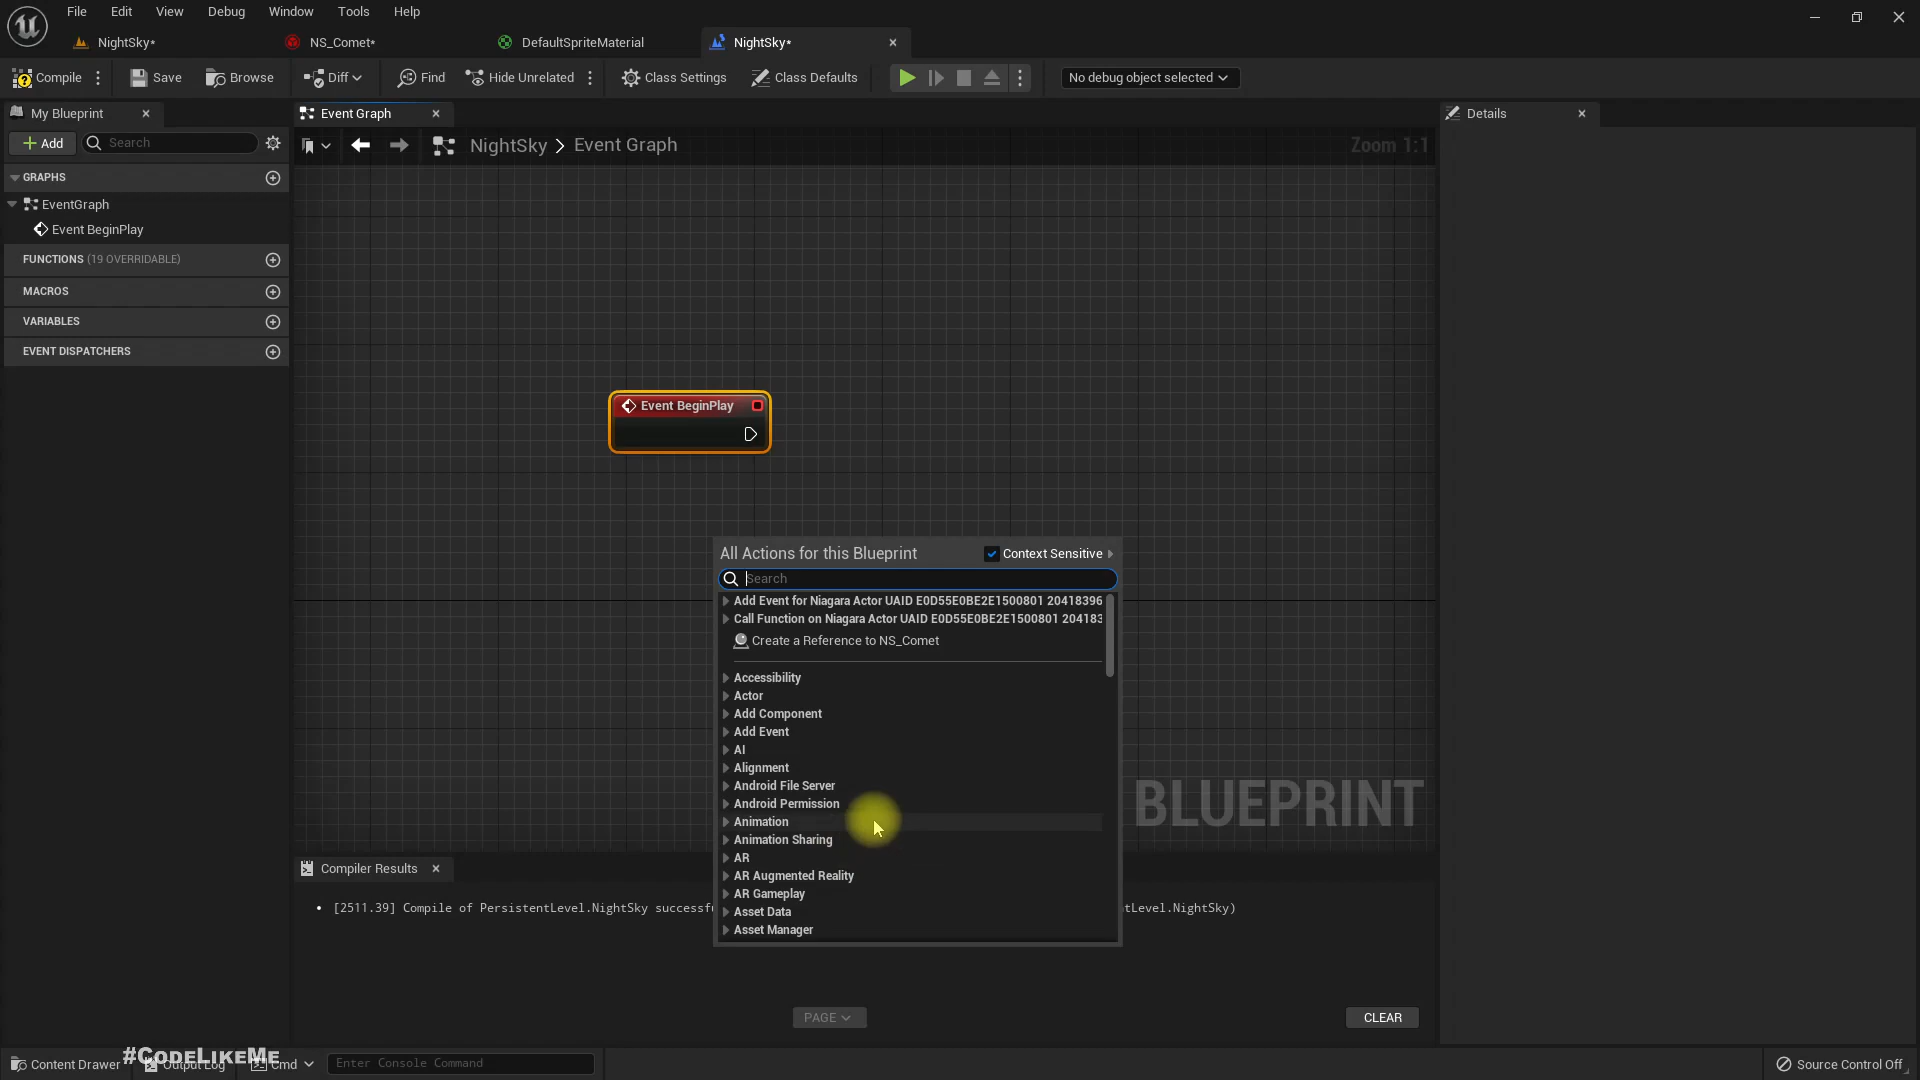 File Edit View Debug Window Tools Help
NightSky* NS_Comet* DefaultSpriteMaterial NightSky*
Compile Save Browse Diff Find Hide Unrelated Class Settings Class Defaults No debug object selected
My Blueprint Event Graph Details
Add Search NightSky > Event Graph Zoom 1:1
GRAPHS
EventGraph
Event BeginPlay
FUNCTIONS (19 OVERRIDABLE)
MACROS
VARIABLES
EVENT DISPATCHERS
Event BeginPlay
All Actions for this Blueprint Context Sensitive
Search
Add Event for Niagara Actor UAID E0D55E0BE2E1500801 20418396
Call Function on Niagara Actor UAID E0D55E0BE2E1500801 204183
Create a Reference to NS_Comet
Accessibility
Actor
Add Component
Add Event
AI
Alignment
Android File Server
Android Permission
Animation
Animation Sharing
AR
AR Augmented Reality
AR Gameplay
Asset Data
Asset Manager
BLUEPRINT
Compiler Results
[2511.39] Compile of PersistentLevel.NightSky successfu tLevel.NightSky)
PAGE CLEAR
#CodeLikeMe
Content Drawer Output Log Cmd Enter Console Command Source Control Off